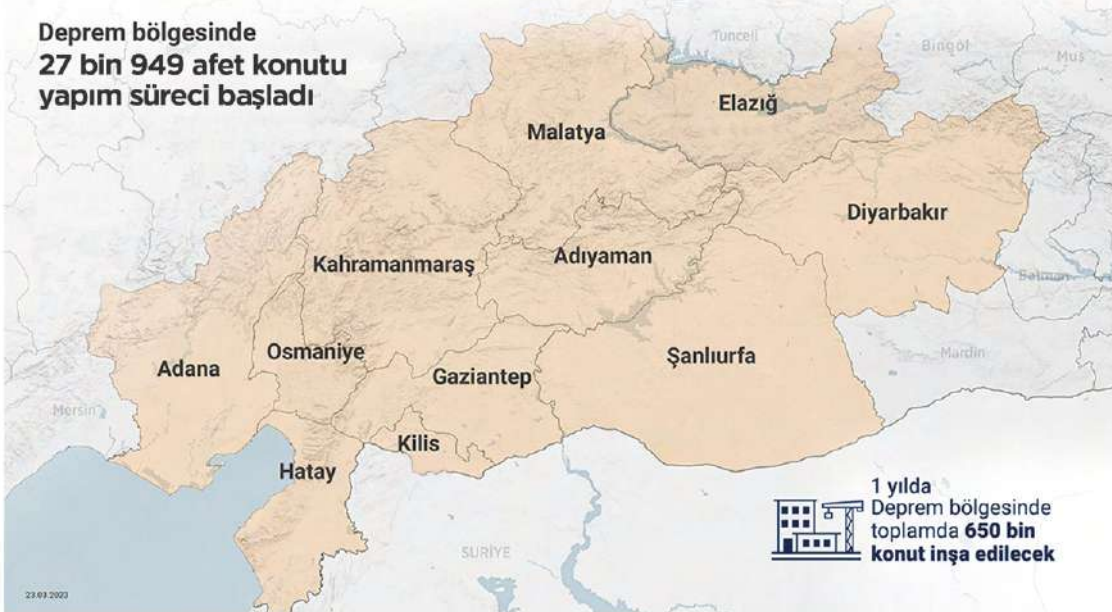 Deprem bölgesinde
27 bin 949 afet konutu
yapım süreci başladı
Tunceli
Bingöl
Muş
Elazığ
Malatya
Diyarbakır
Kahramanmaraş
Adıyaman
Batman
Osmaniye
Şanlıurfa
Mardin
Adana
Gaziantep
Mersin
Kilis
Hatay
1 yılda
Deprem bölgesinde
toplamda 650 bin
konut inşa edilecek
SURİYE
23.03.2023